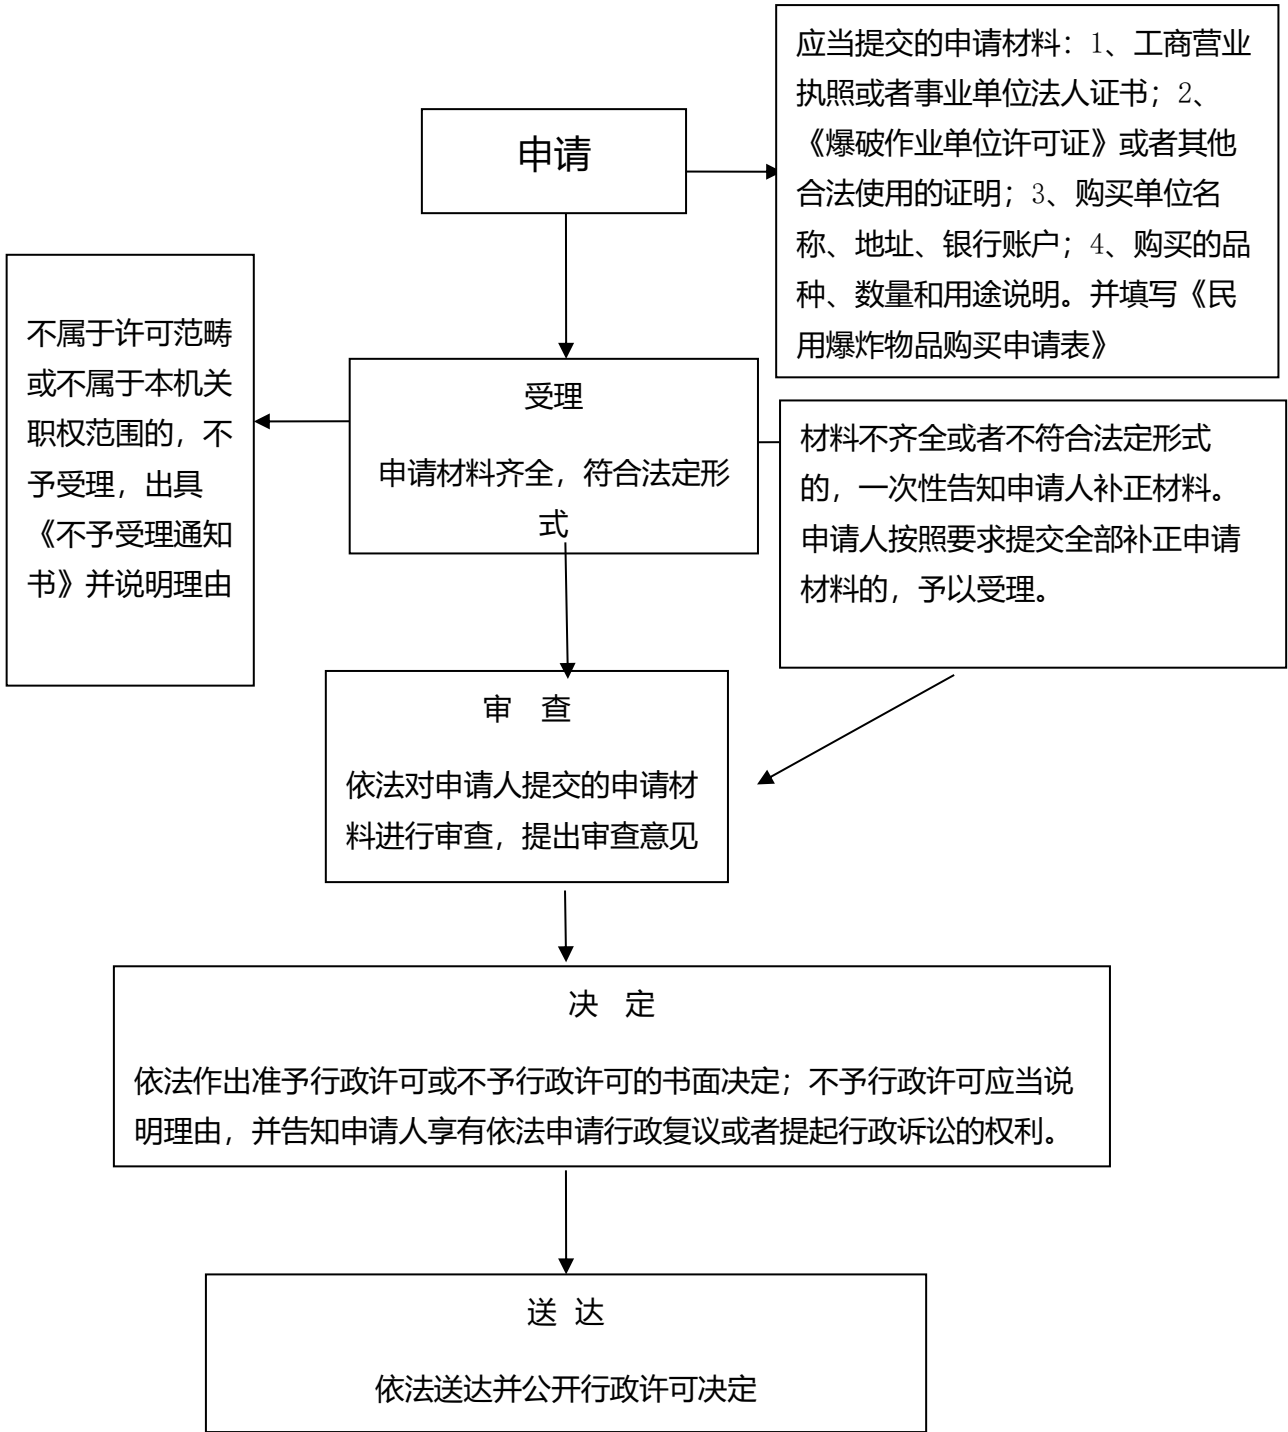 申请
应当提交的申请材料：1、工商营业
执照或者事业单位法人证书；2、
《爆破作业单位许可证》或者其他
合法使用的证明；3、购买单位名
称、地址、银行账户；4、购买的品
种、数量和用途说明。并填写《民
用爆炸物品购买申请表》
不属于许可范畴
或不属于本机关
职权范围的，不
予受理，出具
《不予受理通知
书》并说明理由
受理
申请材料齐全，符合法定形
式
材料不齐全或者不符合法定形式
的，一次性告知申请人补正材料。
申请人按照要求提交全部补正申请
材料的，予以受理。
审 查
依法对申请人提交的申请材
料进行审查，提出审查意见
决 定
依法作出准予行政许可或不予行政许可的书面决定；不予行政许可应当说
明理由，并告知申请人享有依法申请行政复议或者提起行政诉讼的权利。
送 达
依法送达并公开行政许可决定